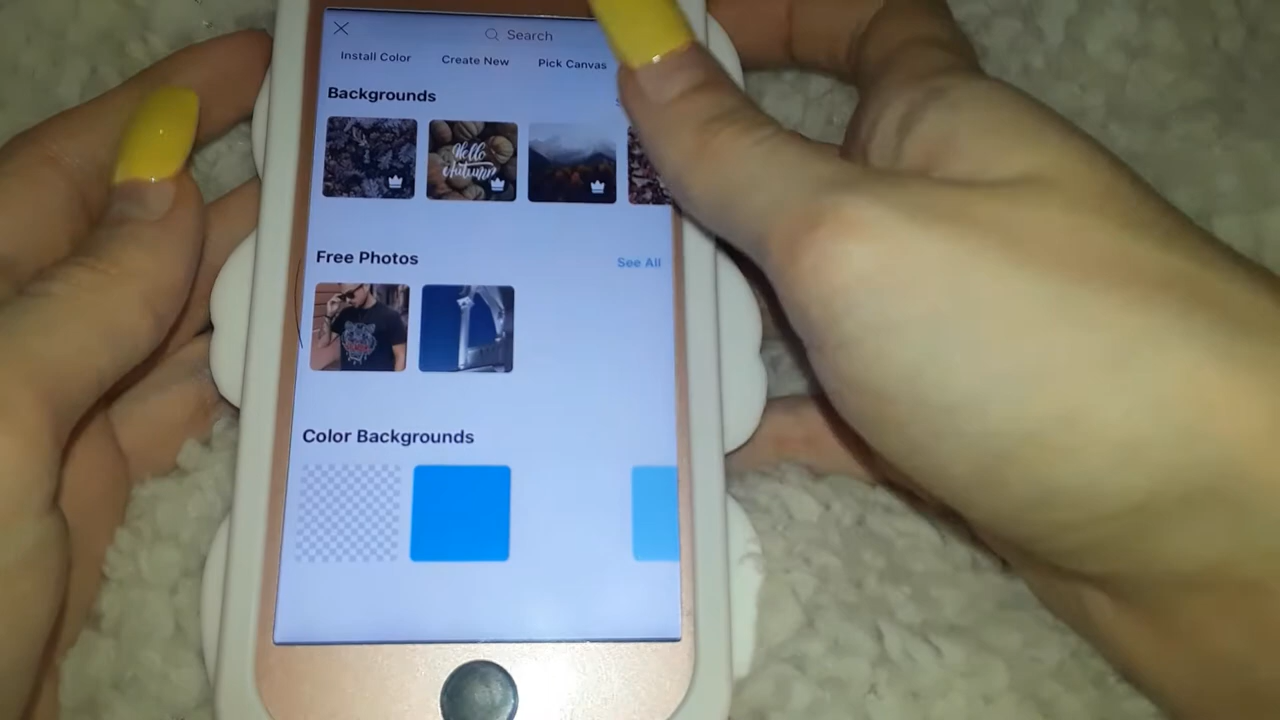 Search
Install Color Create New Pick Canvas
Backgrounds
Hello
Autumn
Free Photos See All
Color Backgrounds